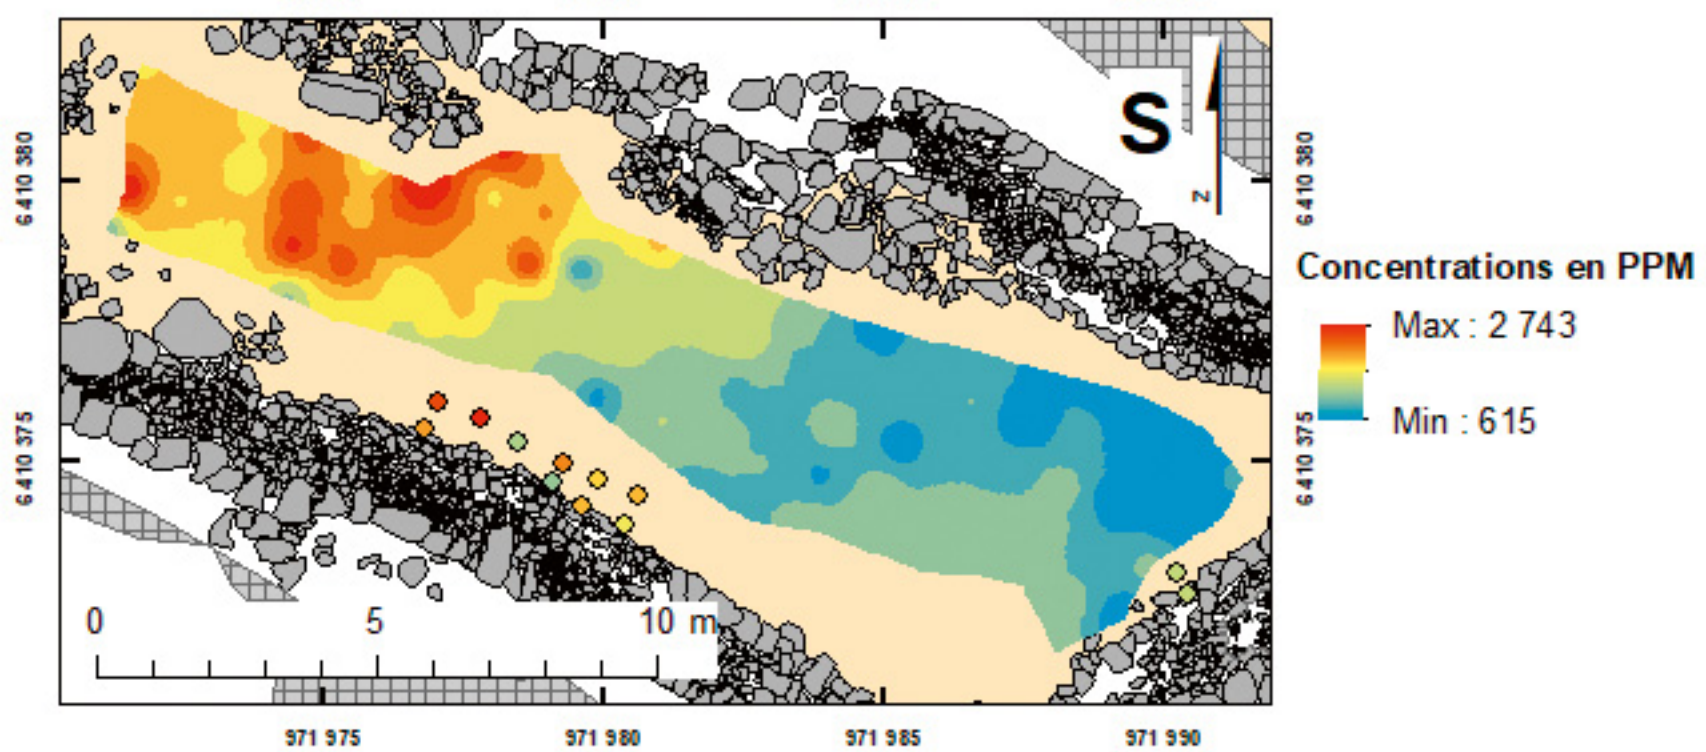 S
N
6 410 380
6 410 380
Concentrations en PPM
Max : 2 743
Min : 615
6 410 375
6 410 375
0 5 10 m
971 975 971 980 971 985 971 990